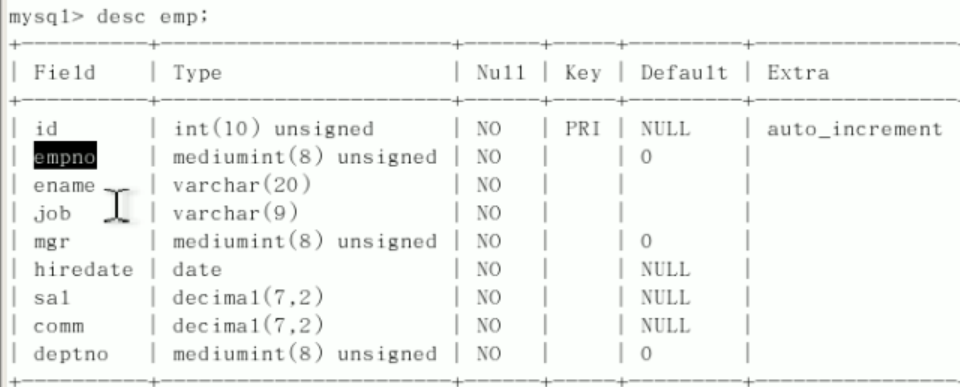 mysql> desc emp;
+----------+-----------------------+------+-----+---------+----------------+
| Field | Type | Null | Key | Default | Extra
+----------+-----------------------+------+-----+---------+----------------+
| id | int(10) unsigned | NO | PRI | NULL | auto_increment
| empno | mediumint(8) unsigned | NO | | 0 |
| ename | varchar(20) | NO | | |
| job | varchar(9) | NO | | |
| mgr | mediumint(8) unsigned | NO | | 0 |
| hiredate | date | NO | | NULL |
| sal | decimal(7,2) | NO | | NULL |
| comm | decimal(7,2) | NO | | NULL |
| deptno | mediumint(8) unsigned | NO | | 0 |
+----------+-----------------------+------+-----+---------+----------------+